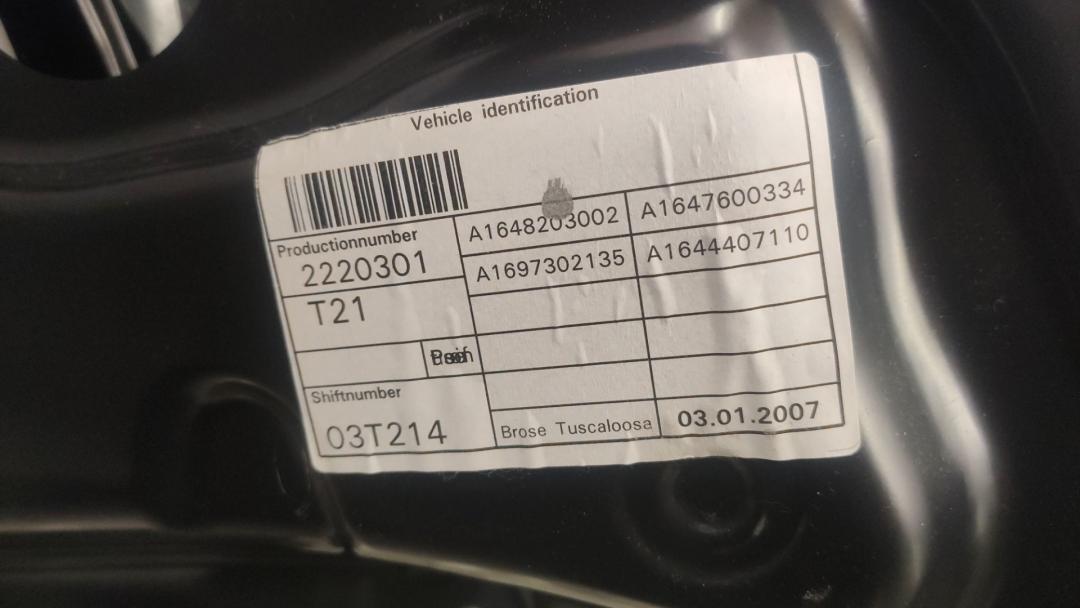 Vehicle identification
Productionnumber
2220301
T21
Shiftnumber
03T214
A1648203002 A1647600334
A1697302135 A1644407110
Brose Tuscaloosa 03.01.2007